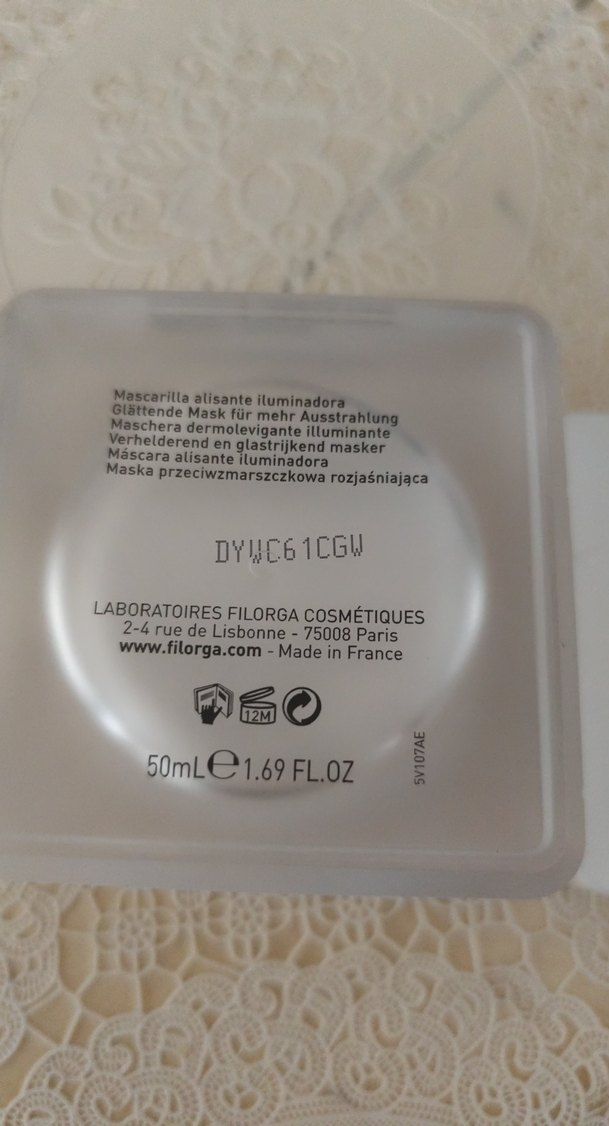 Mascarilla alisante iluminadora
Glättende Mask für mehr Ausstrahlung
Maschera dermolevigante illuminante
Verhelderend en glastrijkend masker
Máscara alisante iluminadora
Maska przeciwzmarszczkowa rozjaśniająca
DYWC61CGW
LABORATOIRES FILORGA COSMÉTIQUES
2-4 rue de Lisbonne - 75008 Paris
www.filorga.com - Made in France
12M
50mL℮1.69 FL.OZ
5V107AE